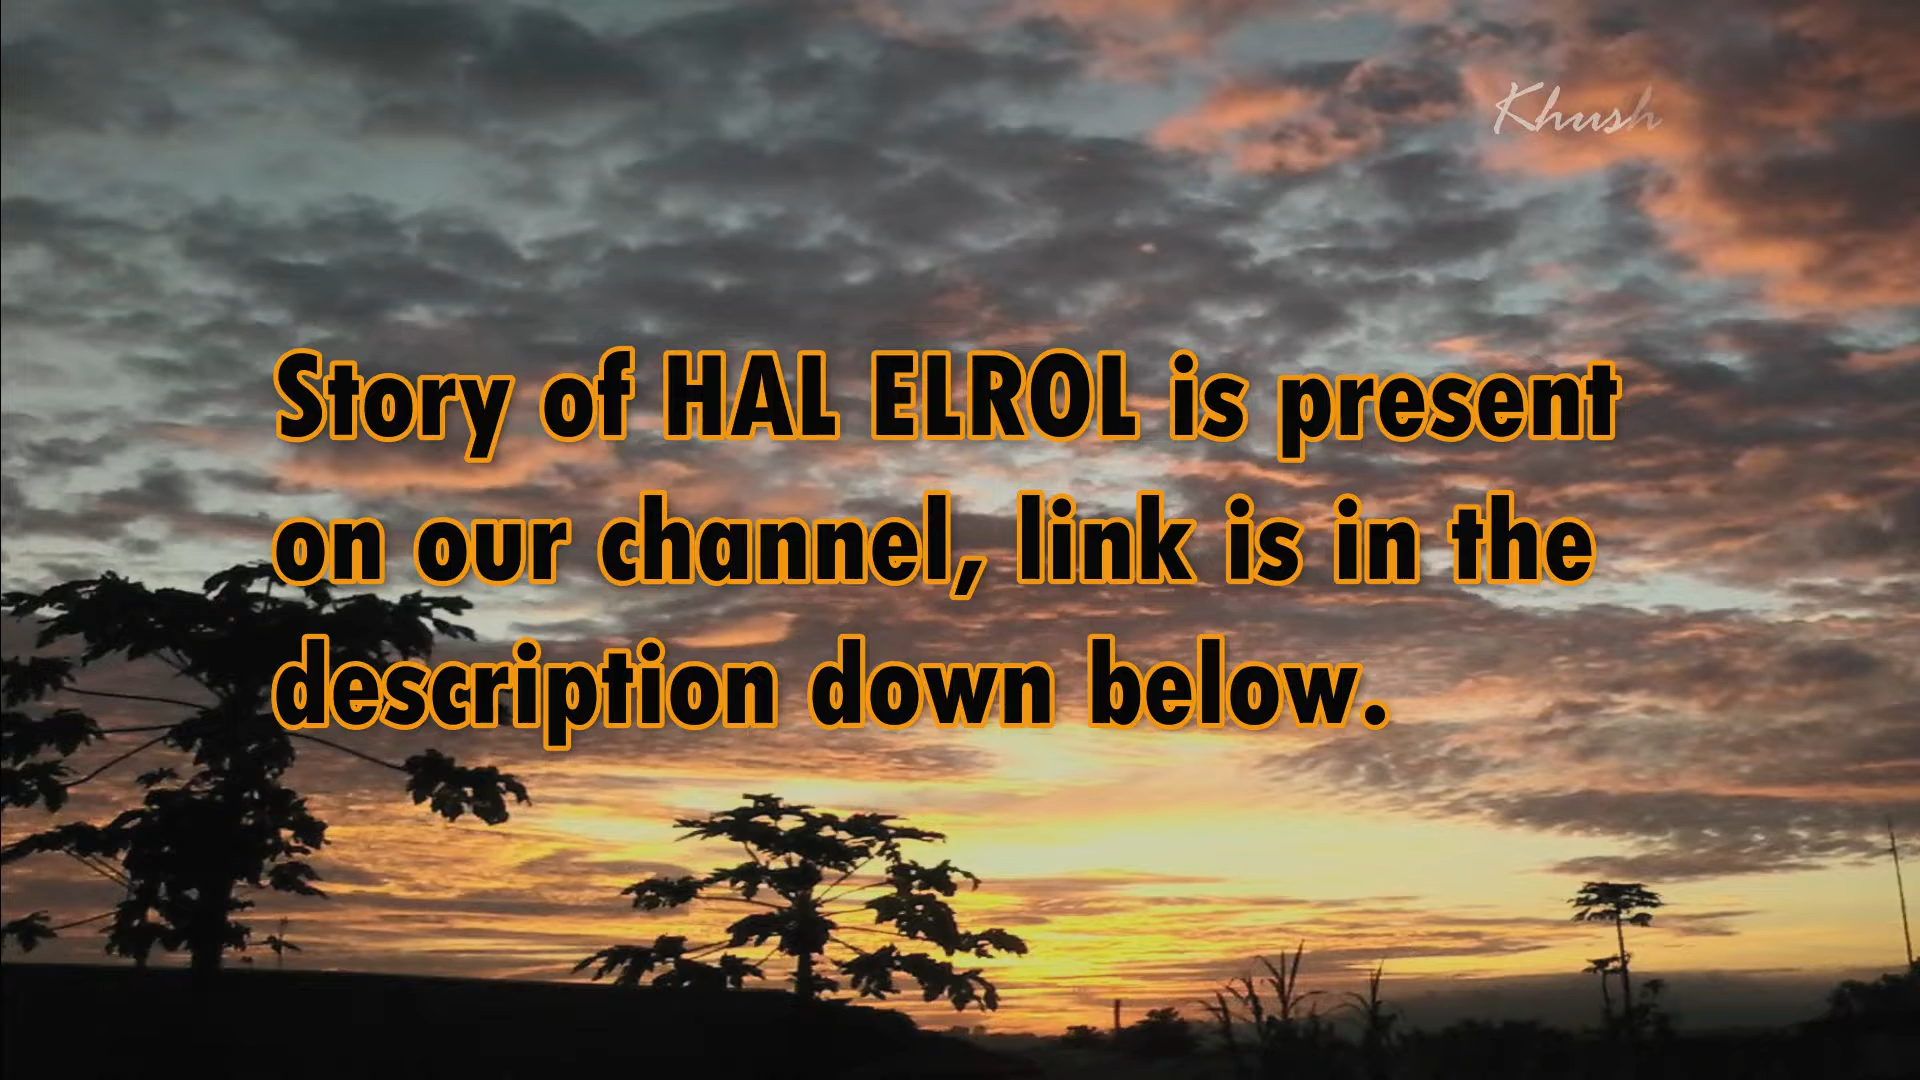 Khush
Story of HAL ELROL is present
on our channel, link is in the
description down below.